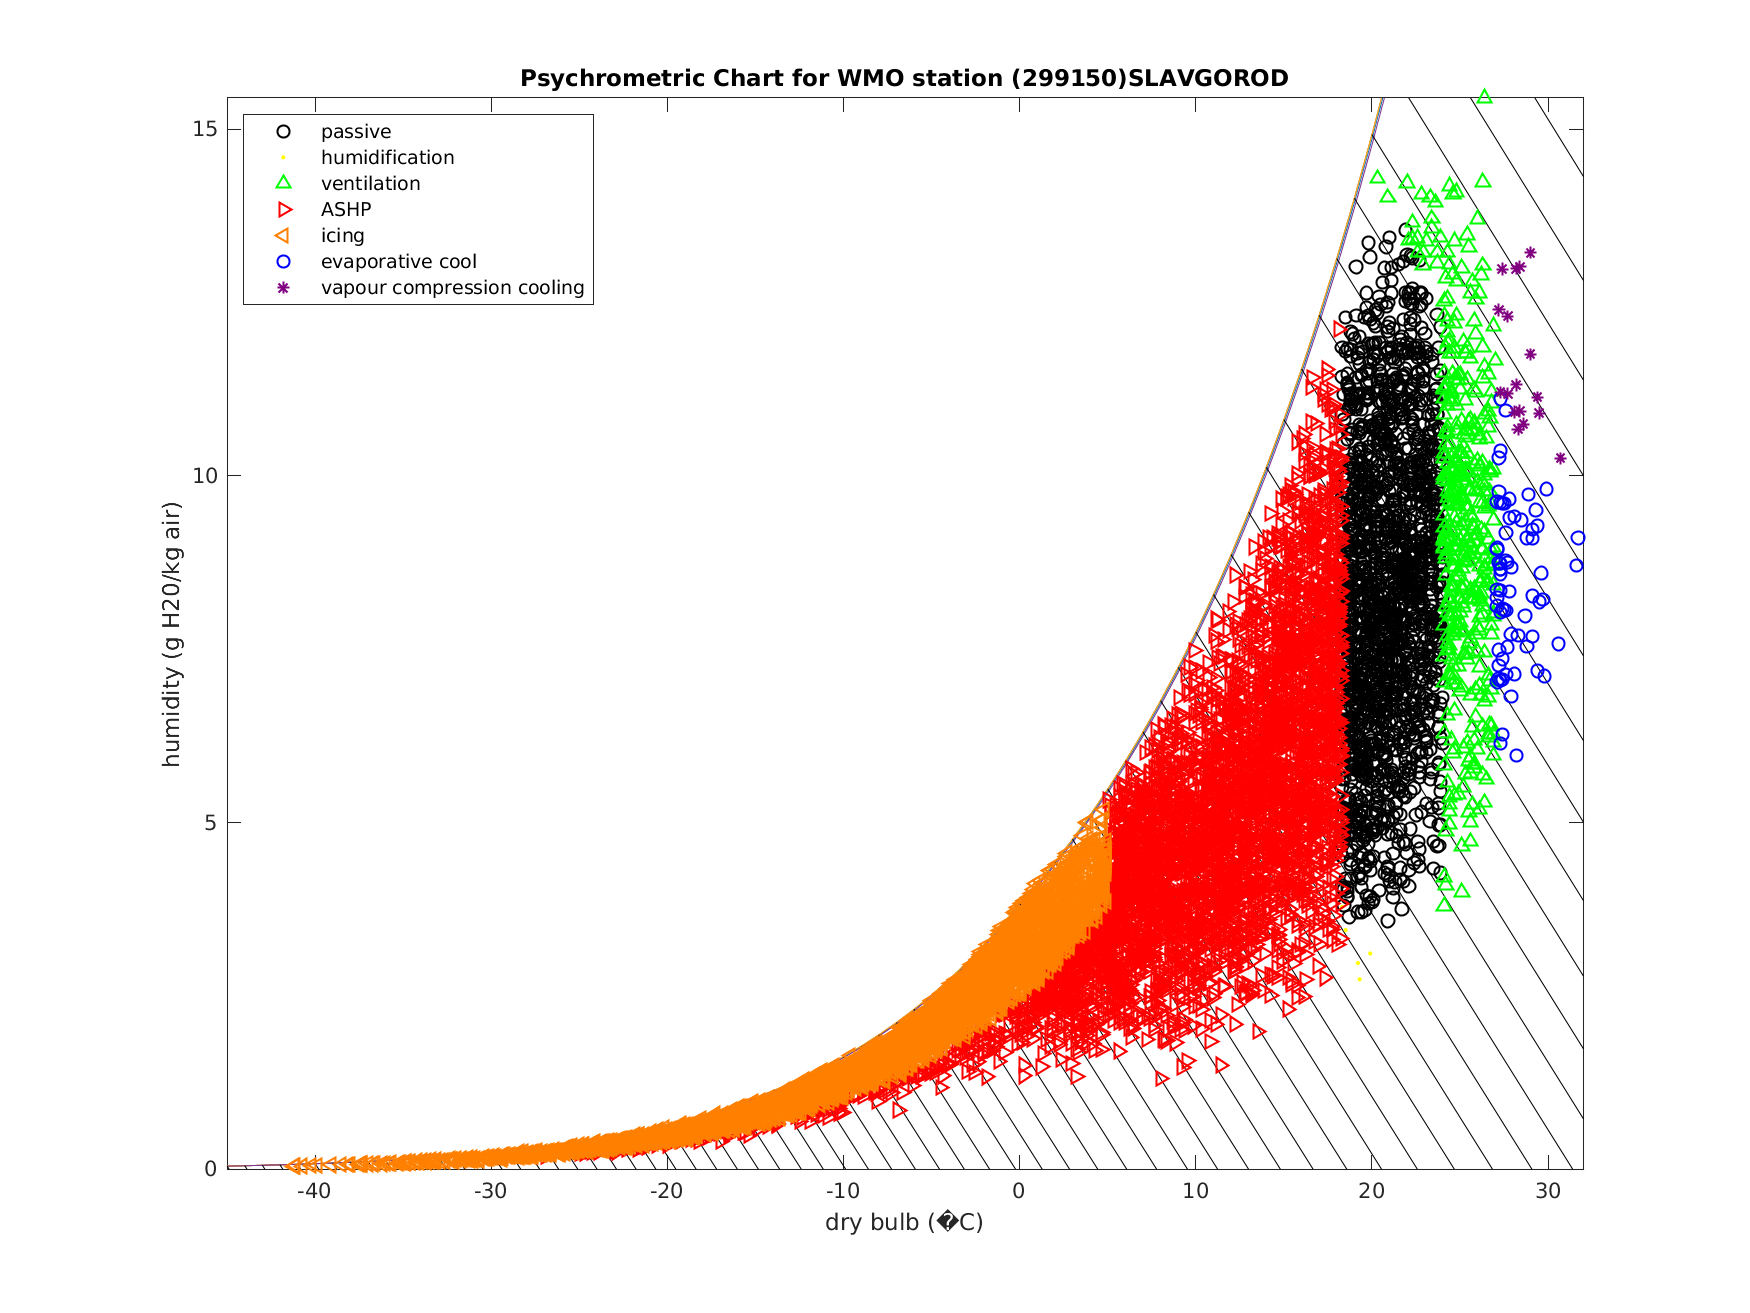 Psychrometric Chart for WMO station (299150)SLAVGOROD
passive
humidification
ventilation
ASHP
icing
evaporative cool
vapour compression cooling
humidity (g H20/kg air)
15
10
5
0
-40 -30 -20 -10 0 10 20 30
dry bulb (�C)